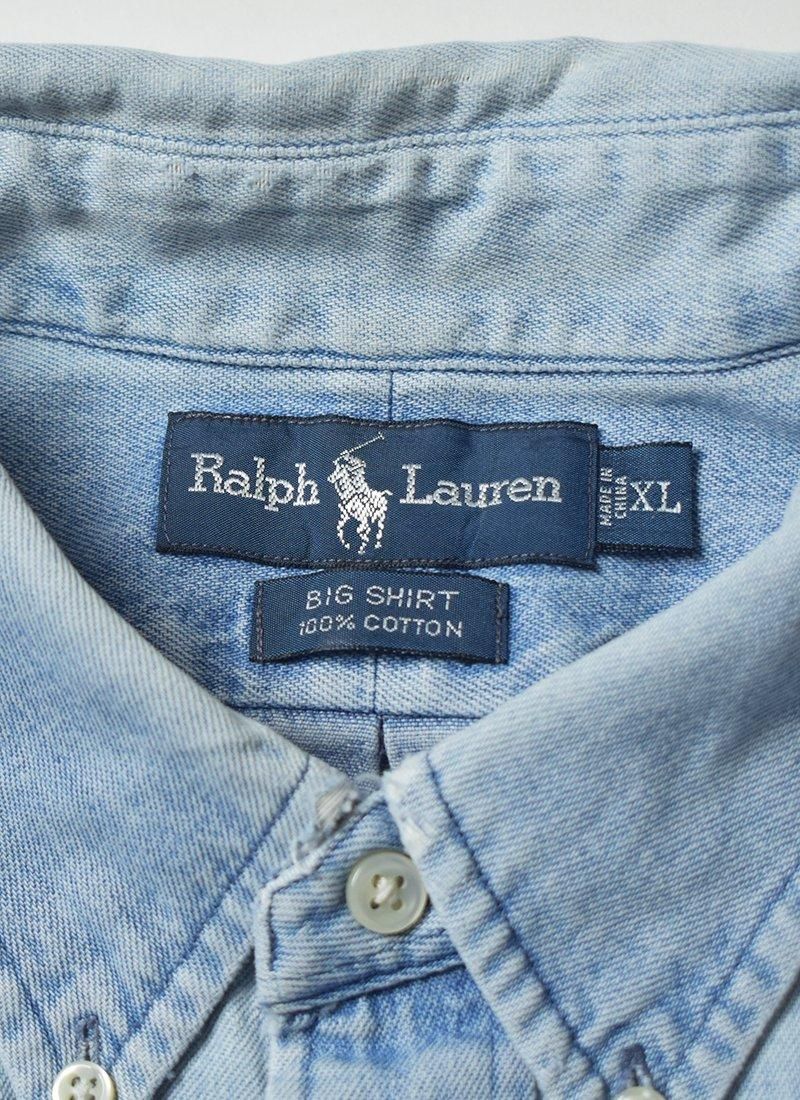 Ralph Lauren
MADE IN
CHINA
XL
BIG SHIRT
100% COTTON